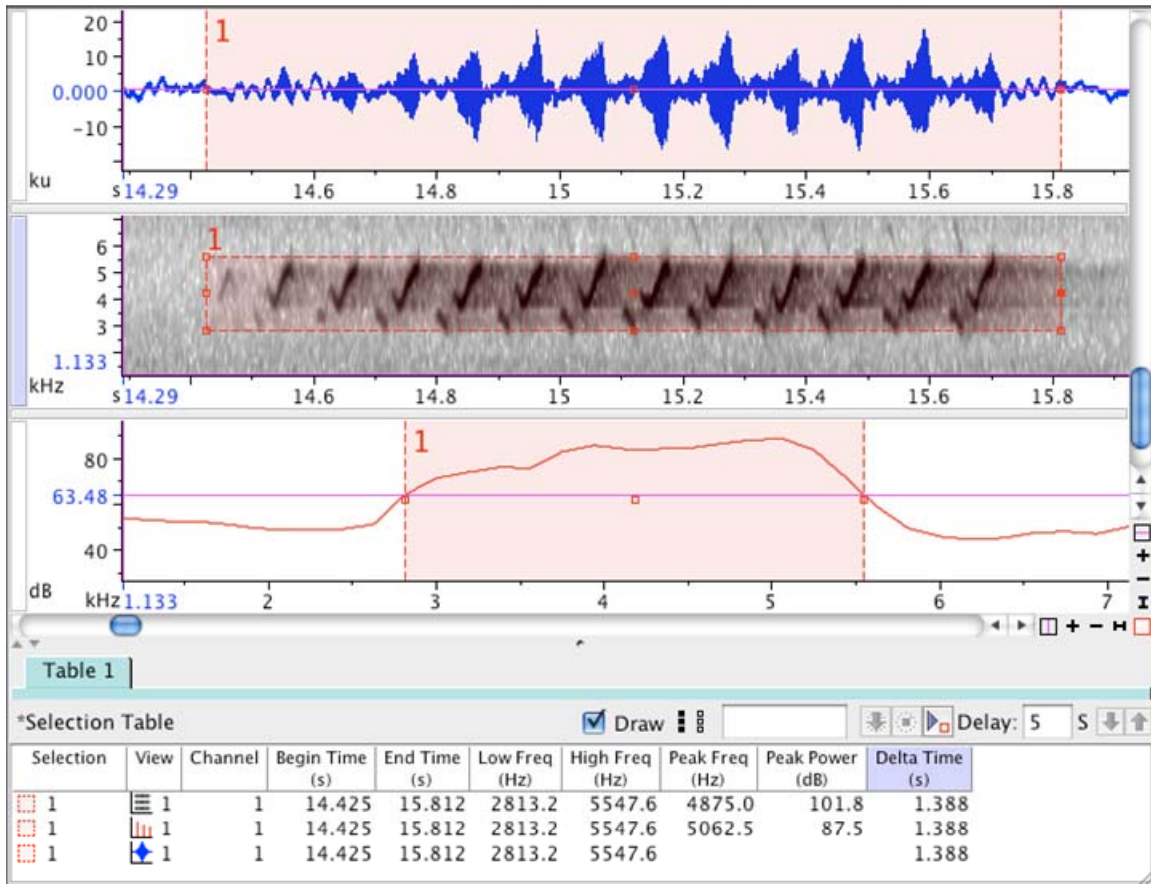 20
1
10
0.000
-10
ku
s 14.29 14.6 14.8 15 15.2 15.4 15.6 15.8
1
6
5
4
3
1.133
kHz
s 14.29 14.6 14.8 15 15.2 15.4 15.6 15.8
1
80
63.48
40
dB
kHz 1.133 2 3 4 5 6 7
Table 1
*Selection Table Draw Delay: 5 S
Selection View Channel Begin Time End Time Low Freq High Freq Peak Freq Peak Power Delta Time
(s) (s) (Hz) (Hz) (Hz) (dB) (s)
1 1 1 14.425 15.812 2813.2 5547.6 4875.0 101.8 1.388
1 1 1 14.425 15.812 2813.2 5547.6 5062.5 87.5 1.388
1 1 1 14.425 15.812 2813.2 5547.6 1.388